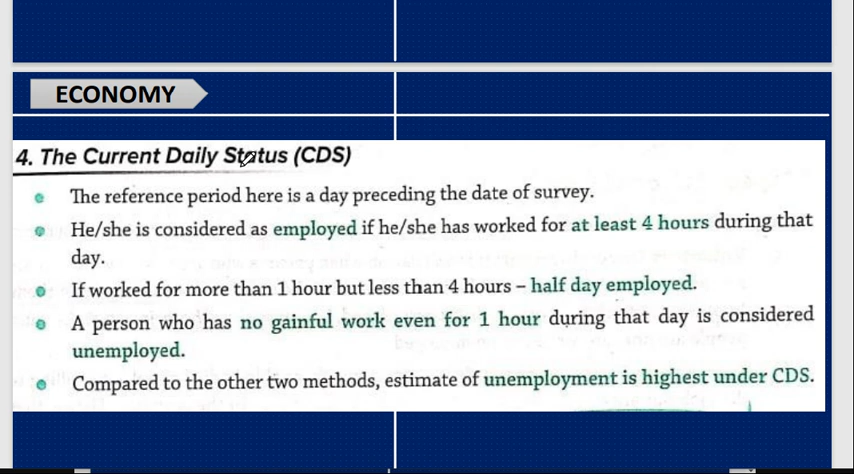 ECONOMY
4. The Current Daily Status (CDS)
The reference period here is a day preceding the date of survey.
He/she is considered as employed if he/she has worked for at least 4 hours during that
day.
If worked for more than 1 hour but less than 4 hours – half day employed.
A person who has no gainful work even for 1 hour during that day is considered
unemployed.
Compared to the other two methods, estimate of unemployment is highest under CDS.